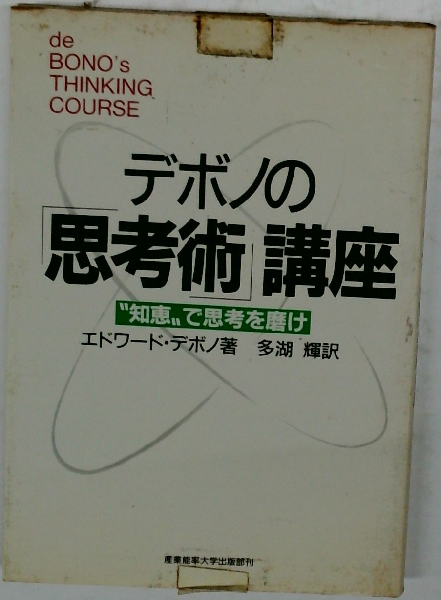 de
BONO's
THINKING
COURSE
デボノの
「思考術」講座
〝知恵〟で思考を磨け
エドワード・デボノ著 多湖 輝訳
産業能率大学出版部刊